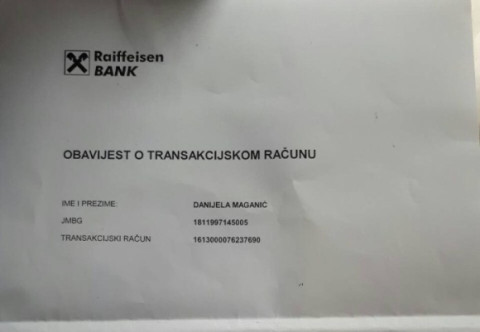 Raiffeisen
BANK
OBAVIJEST O TRANSAKCIJSKOM RAČUNU
IME I PREZIME: DANIJELA MAGANIĆ
JMBG 1811997145005
TRANSAKCIJSKI RAČUN 1613000076237690